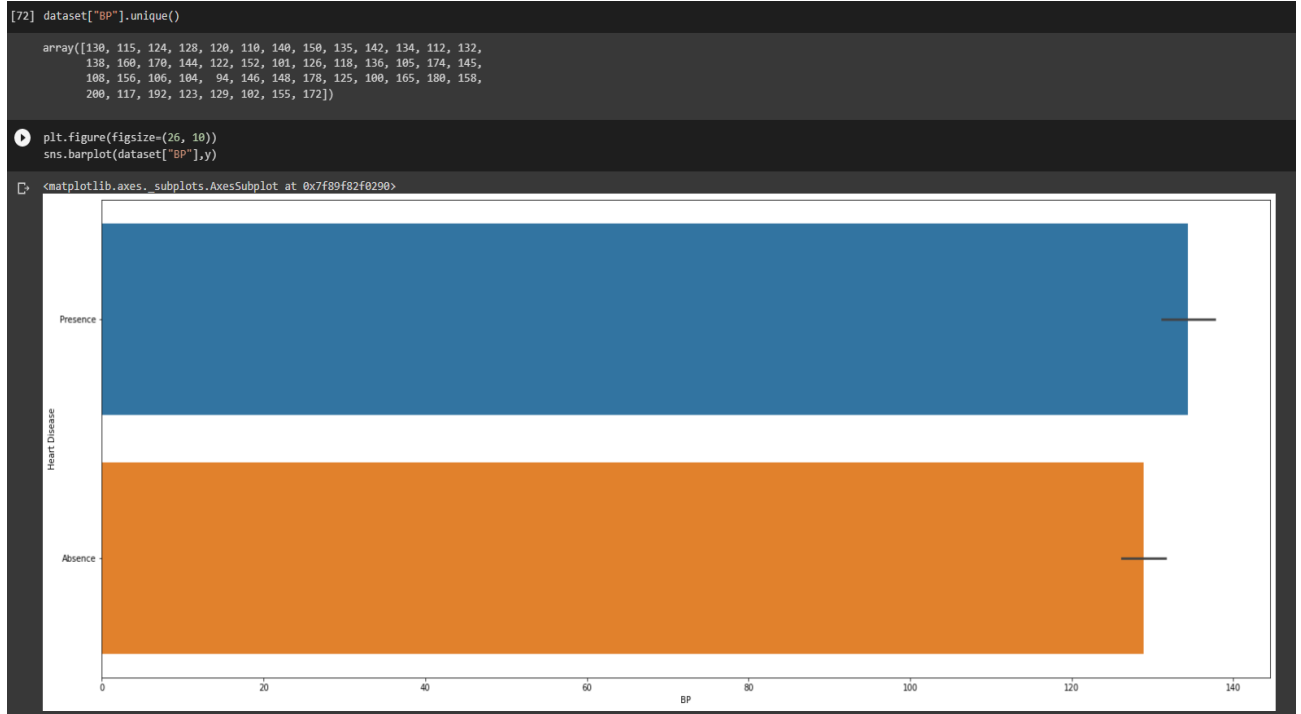 [72] dataset["BP"].unique()
array([130, 115, 124, 128, 120, 110, 140, 150, 135, 142, 134, 112, 132,
138, 160, 170, 144, 122, 152, 101, 126, 118, 136, 105, 174, 145,
108, 156, 106, 104, 94, 146, 148, 178, 125, 100, 165, 180, 158,
200, 117, 192, 123, 129, 102, 155, 172])
plt.figure(figsize=(26, 10))
sns.barplot(dataset["BP"],y)
<matplotlib.axes._subplots.AxesSubplot at 0x7f89f82f0290>
Presence
Heart Disease
Absence
0 20 40 60 80 100 120 140
BP